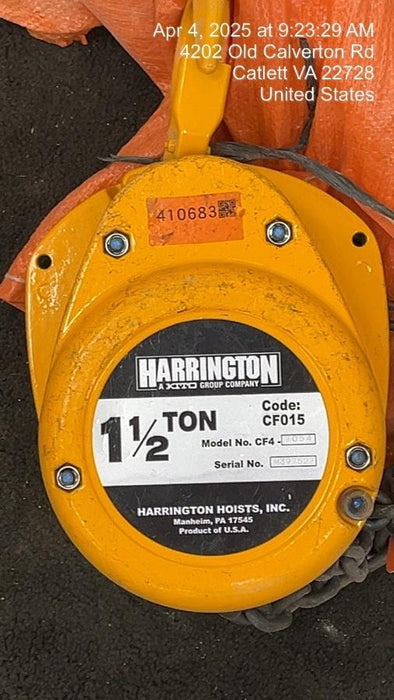 Apr 4, 2025 at 9:23:29 AM
4202 Old Calverton Rd
Catlett VA 22728
United States
410683
HARRINGTON
A KITO GROUP COMPANY
1 1/2 TON
Code:
CF015
Model No. CF4 -
Serial No.
HARRINGTON HOISTS, INC.
Manheim, PA 17545
Product of U.S.A.